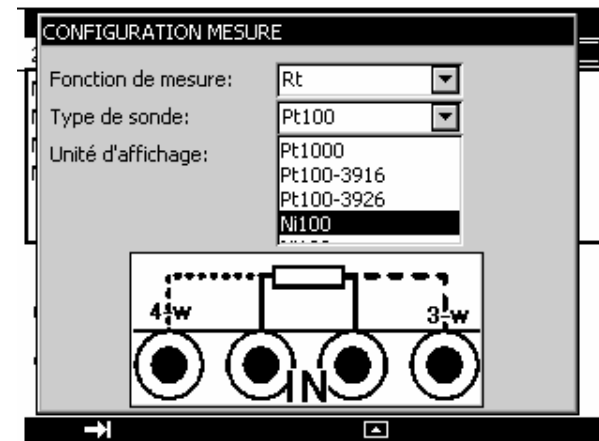 CONFIGURATION MESURE
Fonction de mesure: Rt
Type de sonde: Pt100
Unité d'affichage: Pt1000
Pt100-3916
Pt100-3926
Ni100
4-w 3-w
IN